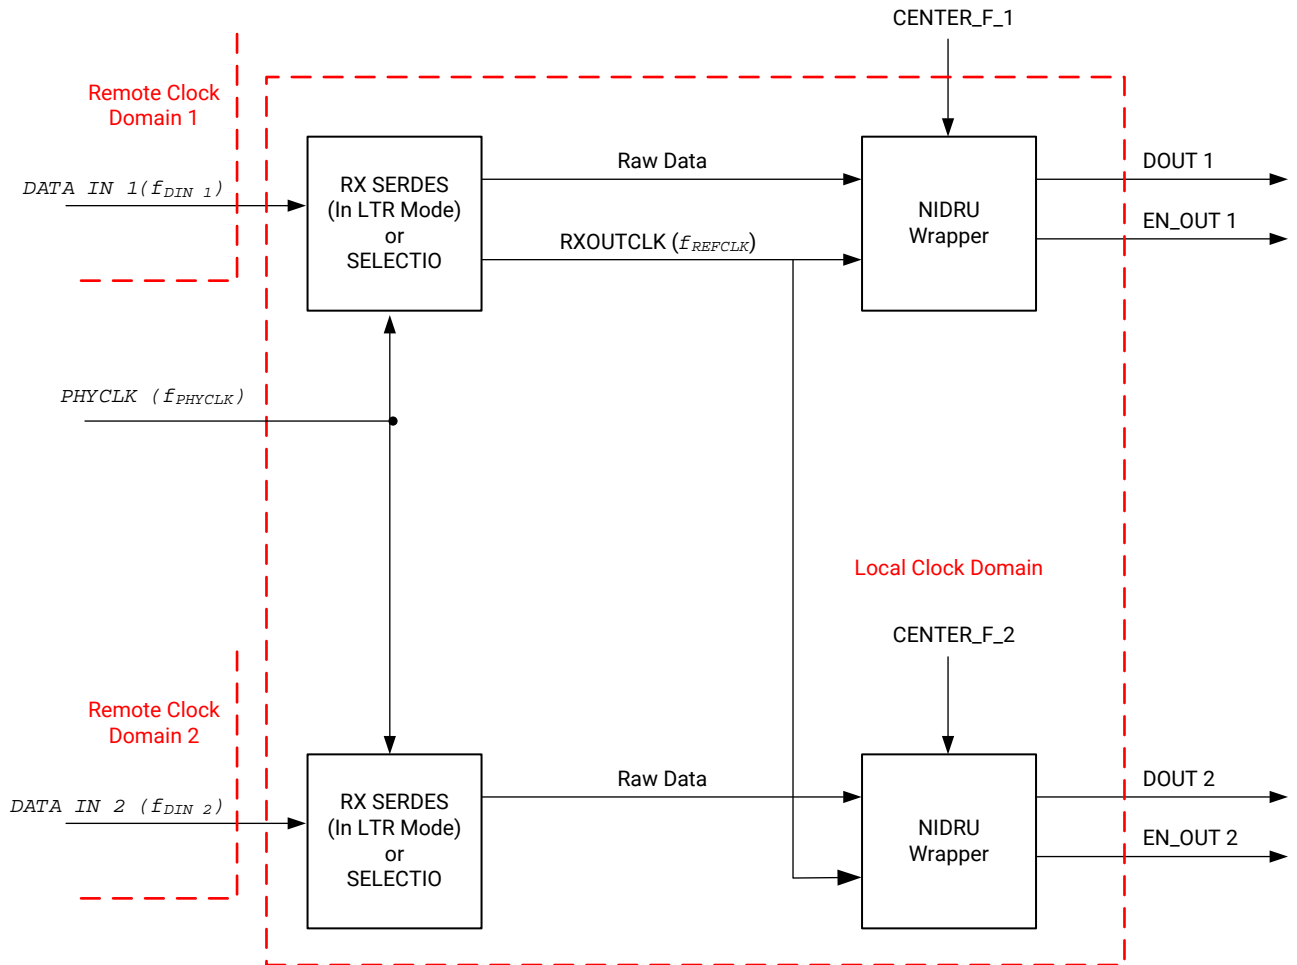 CENTER_F_1
Remote Clock
Domain 1
DATA IN 1(fDIN 1)
RX SERDES
(In LTR Mode)
or
SELECTIO
Raw Data
RXOUTCLK (fREFCLK)
NIDRU
Wrapper
DOUT 1
EN_OUT 1
PHYCLK (fPHYCLK)
Local Clock Domain
CENTER_F_2
Remote Clock
Domain 2
DATA IN 2 (fDIN 2)
RX SERDES
(In LTR Mode)
or
SELECTIO
Raw Data
NIDRU
Wrapper
DOUT 2
EN_OUT 2